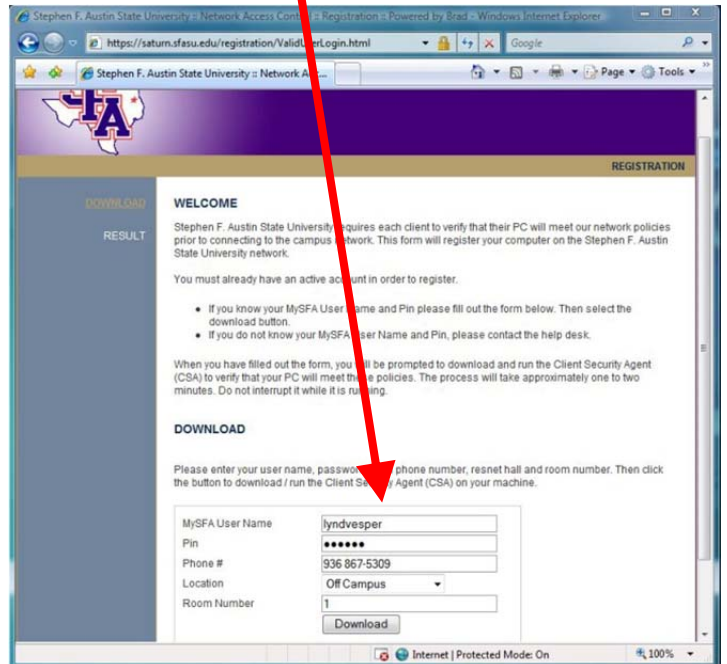 Stephen F. Austin State University :: Network Access Control :: Registration :: Powered by Brad - Windows Internet Explorer
https://saturn.sfasu.edu/registration/ValidUserLogin.html
Google
Stephen F. Austin State University :: Network A...
Page
Tools
SFA
REGISTRATION
DOWNLOAD
RESULT
WELCOME
Stephen F. Austin State University requires each client to verify that their PC will meet our network policies
prior to connecting to the campus network. This form will register your computer on the Stephen F. Austin
State University network.
You must already have an active account in order to register.
• If you know your MySFA User Name and Pin please fill out the form below. Then select the
download button.
• If you do not know your MySFA User Name and Pin, please contact the help desk.
When you have filled out the form, you will be prompted to download and run the Client Security Agent
(CSA) to verify that your PC will meet these policies. The process will take approximately one to two
minutes. Do not interrupt it while it is running.
DOWNLOAD
Please enter your user name, password, phone number, resnet hall and room number. Then click
the button to download / run the Client Security Agent (CSA) on your machine.
MySFA User Name lyndvesper
Pin ••••••
Phone # 936 867-5309
Location Off Campus
Room Number 1
Download
Internet | Protected Mode: On 100%